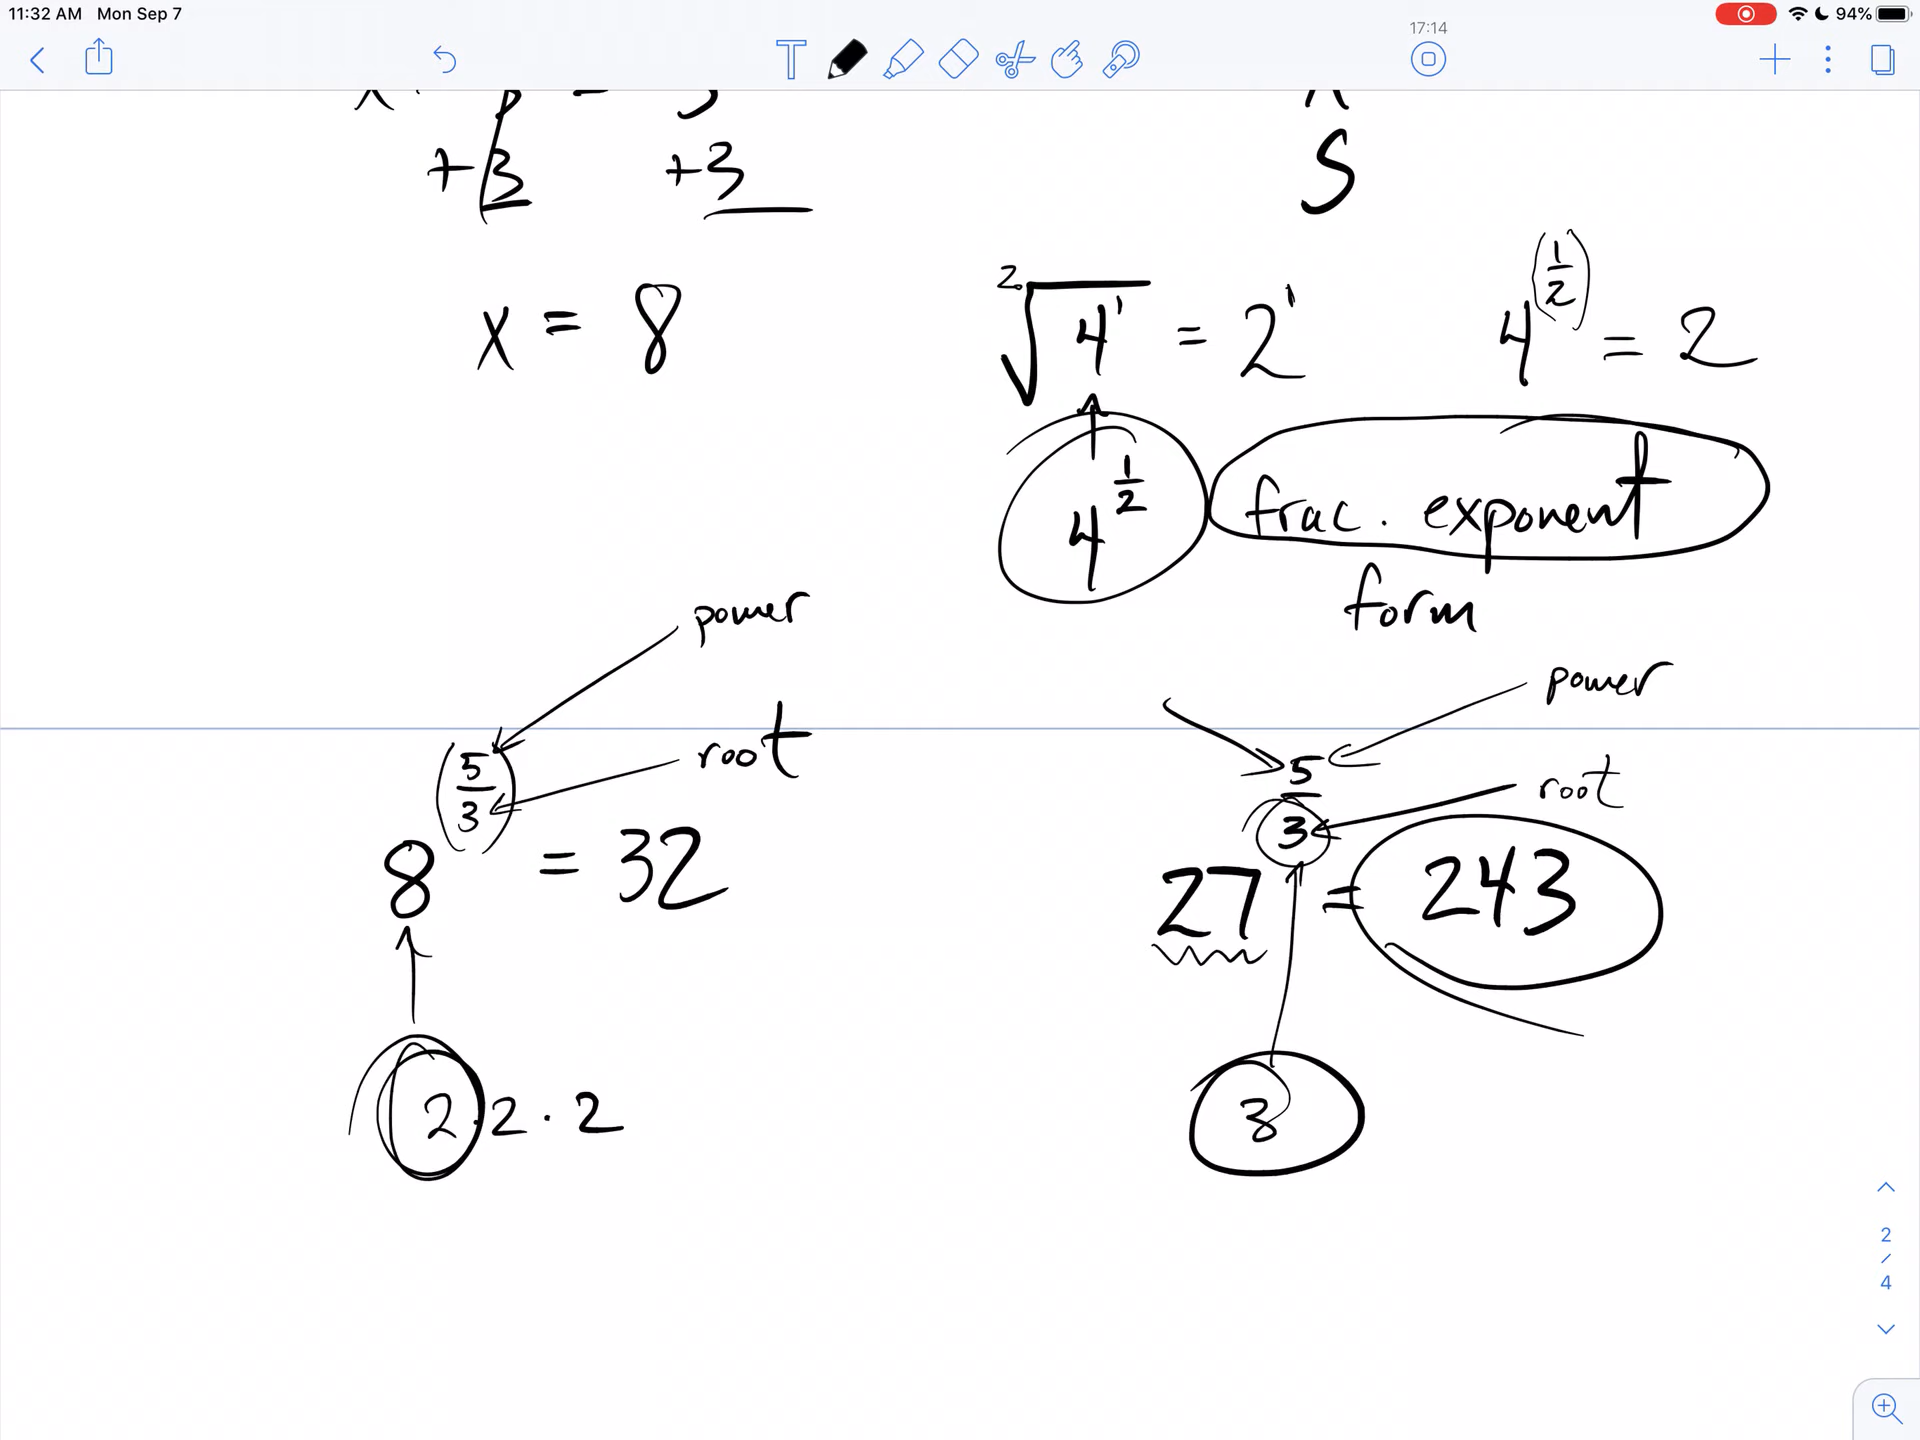 11:32 AM Mon Sep 7
94%
17:14
+3 +3
S
x = 8
²√4¹ = 2¹
4^(1/2) = 2
4^(1/2)
frac. exponent
form
power
root
8^(5/3) = 32
2 · 2 · 2
power
root
27^(5/3) = 243
3
2
/
4